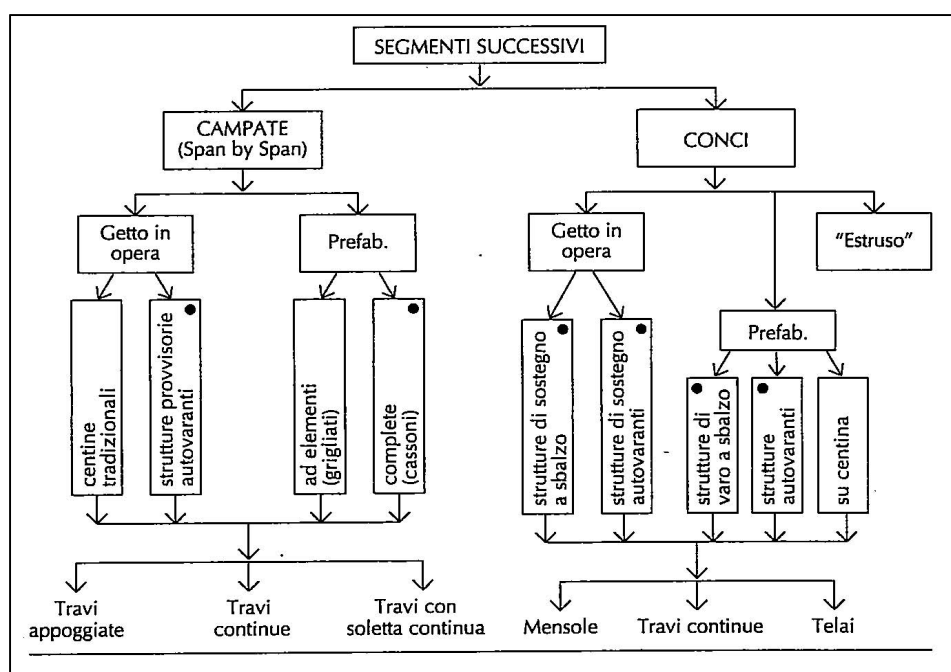 SEGMENTI SUCCESSIVI
CAMPATE
(Span by Span)
CONCI
Getto in
opera
Prefab.
Getto in
opera
"Estruso"
Prefab.
centine
tradizionali
strutture provvisorie
autovaranti
ad elementi
(grigliati)
complete
(cassoni)
strutture di sostegno
a sbalzo
strutture di sostegno
autovaranti
strutture di
varo a sbalzo
strutture
autovaranti
su centina
Travi
appoggiate
Travi
continue
Travi con
soletta continua
Mensole
Travi continue
Telai